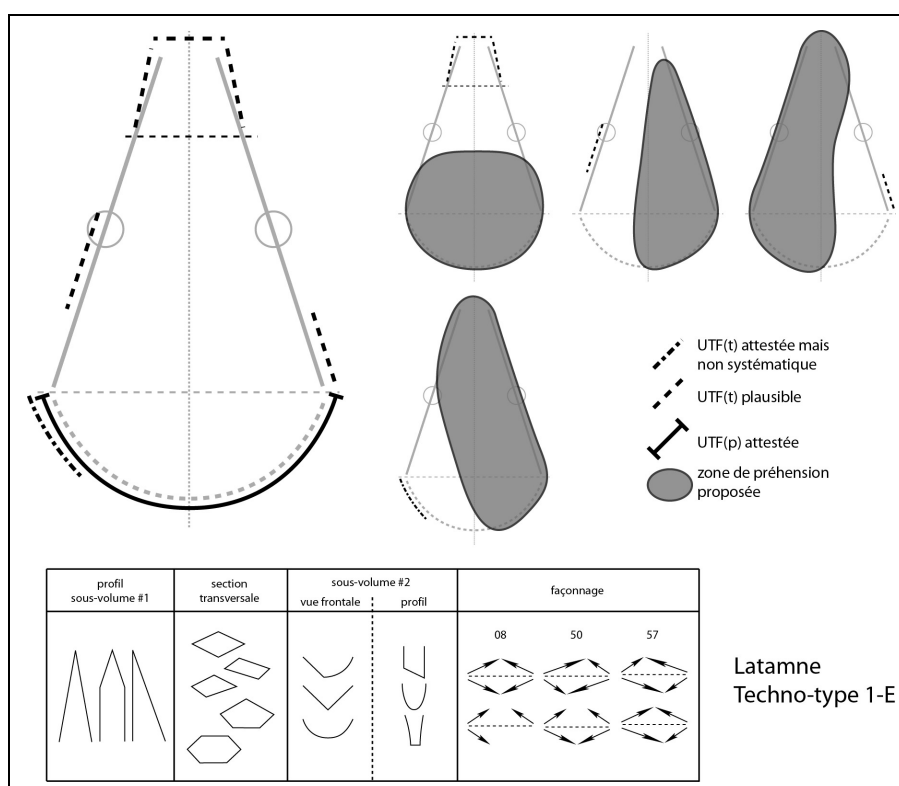 UTF(t) attestée mais
non systématique
UTF(t) plausible
UTF(p) attestée
zone de préhension
proposée
profil
sous-volume #1
section
transversale
sous-volume #2
vue frontale
profil
façonnage
08
50
57
Latamne
Techno-type 1-E